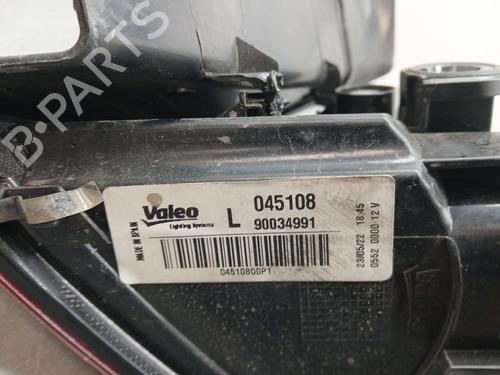 B-PARTS
MADE IN SPAIN
Valeo
Lighting Systems
L
045108
90034991
04510800P1
23/05/22 18:45
0552 0000 12 V